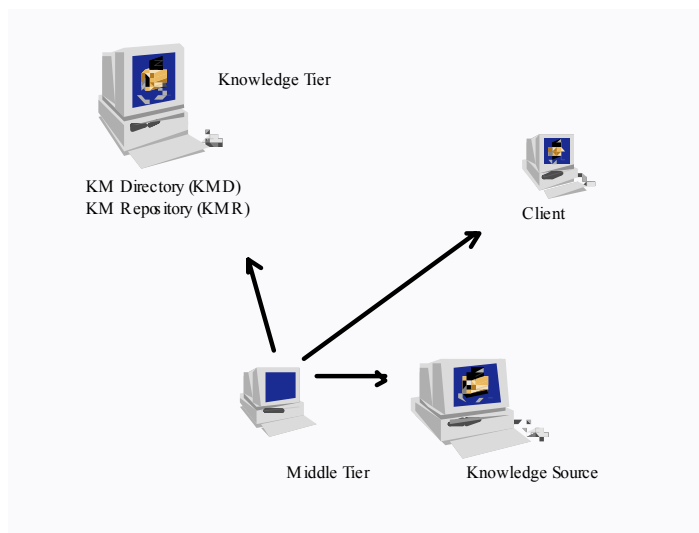 Knowledge Tier
KM Directory (KMD)
KM Repository (KMR)
Client
Middle Tier
Knowledge Source